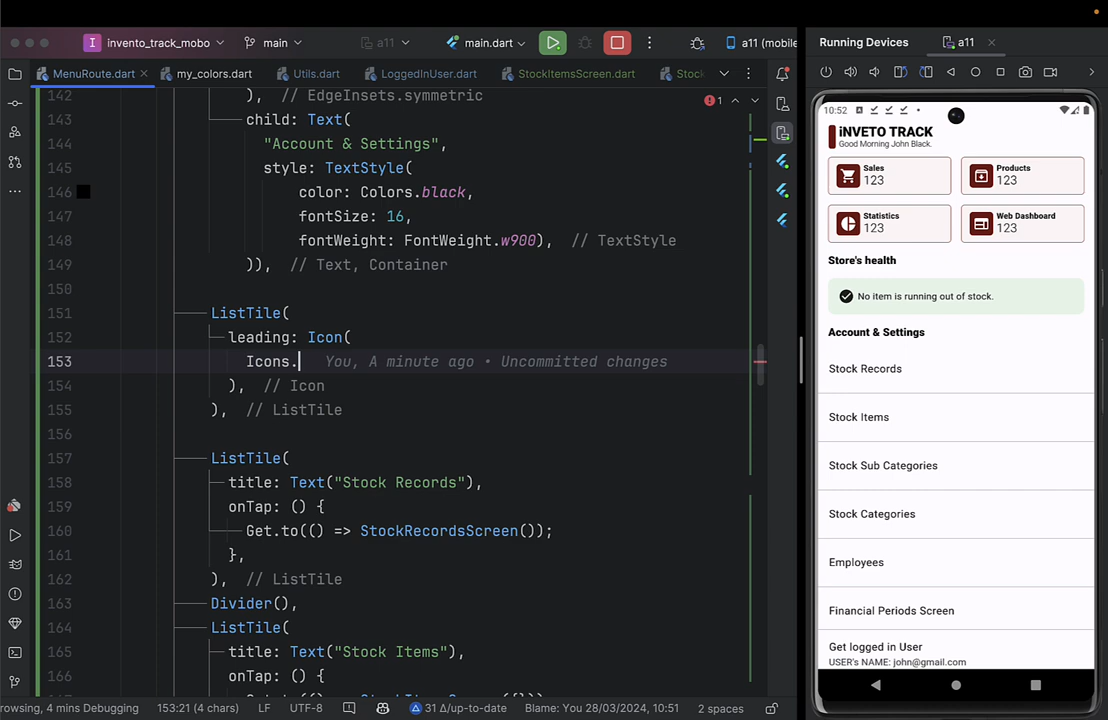 invento_track_mobo
main
a11
main.dart
a11 (mobile
Running Devices
a11
MenuRoute.dart
my_colors.dart
Utils.dart
LoggedInUser.dart
StockItemsScreen.dart
Stock
142 ), // EdgeInsets.symmetric
1
143 child: Text(
144 "Account & Settings",
145 style: TextStyle(
146 color: Colors.black,
147 fontSize: 16,
148 fontWeight: FontWeight.w900), // TextStyle
149 )), // Text, Container
150
151 ListTile(
152 leading: Icon(
153 Icons. You, A minute ago • Uncommitted changes
154 ), // Icon
155 ), // ListTile
156
157 ListTile(
158 title: Text("Stock Records"),
159 onTap: () {
160 Get.to(() => StockRecordsScreen());
161 },
162 ), // ListTile
163 Divider(),
164 ListTile(
165 title: Text("Stock Items"),
166 onTap: () {
rowsing, 4 mins Debugging
153:21 (4 chars)
LF
UTF-8
31 Δ/up-to-date
Blame: You 28/03/2024, 10:51
2 spaces
10:52
iNVETO TRACK
Good Morning John Black.
Sales
123
Products
123
Statistics
123
Web Dashboard
123
Store's health
No item is running out of stock.
Account & Settings
Stock Records
Stock Items
Stock Sub Categories
Stock Categories
Employees
Financial Periods Screen
Get logged in User
USER's NAME: john@gmail.com